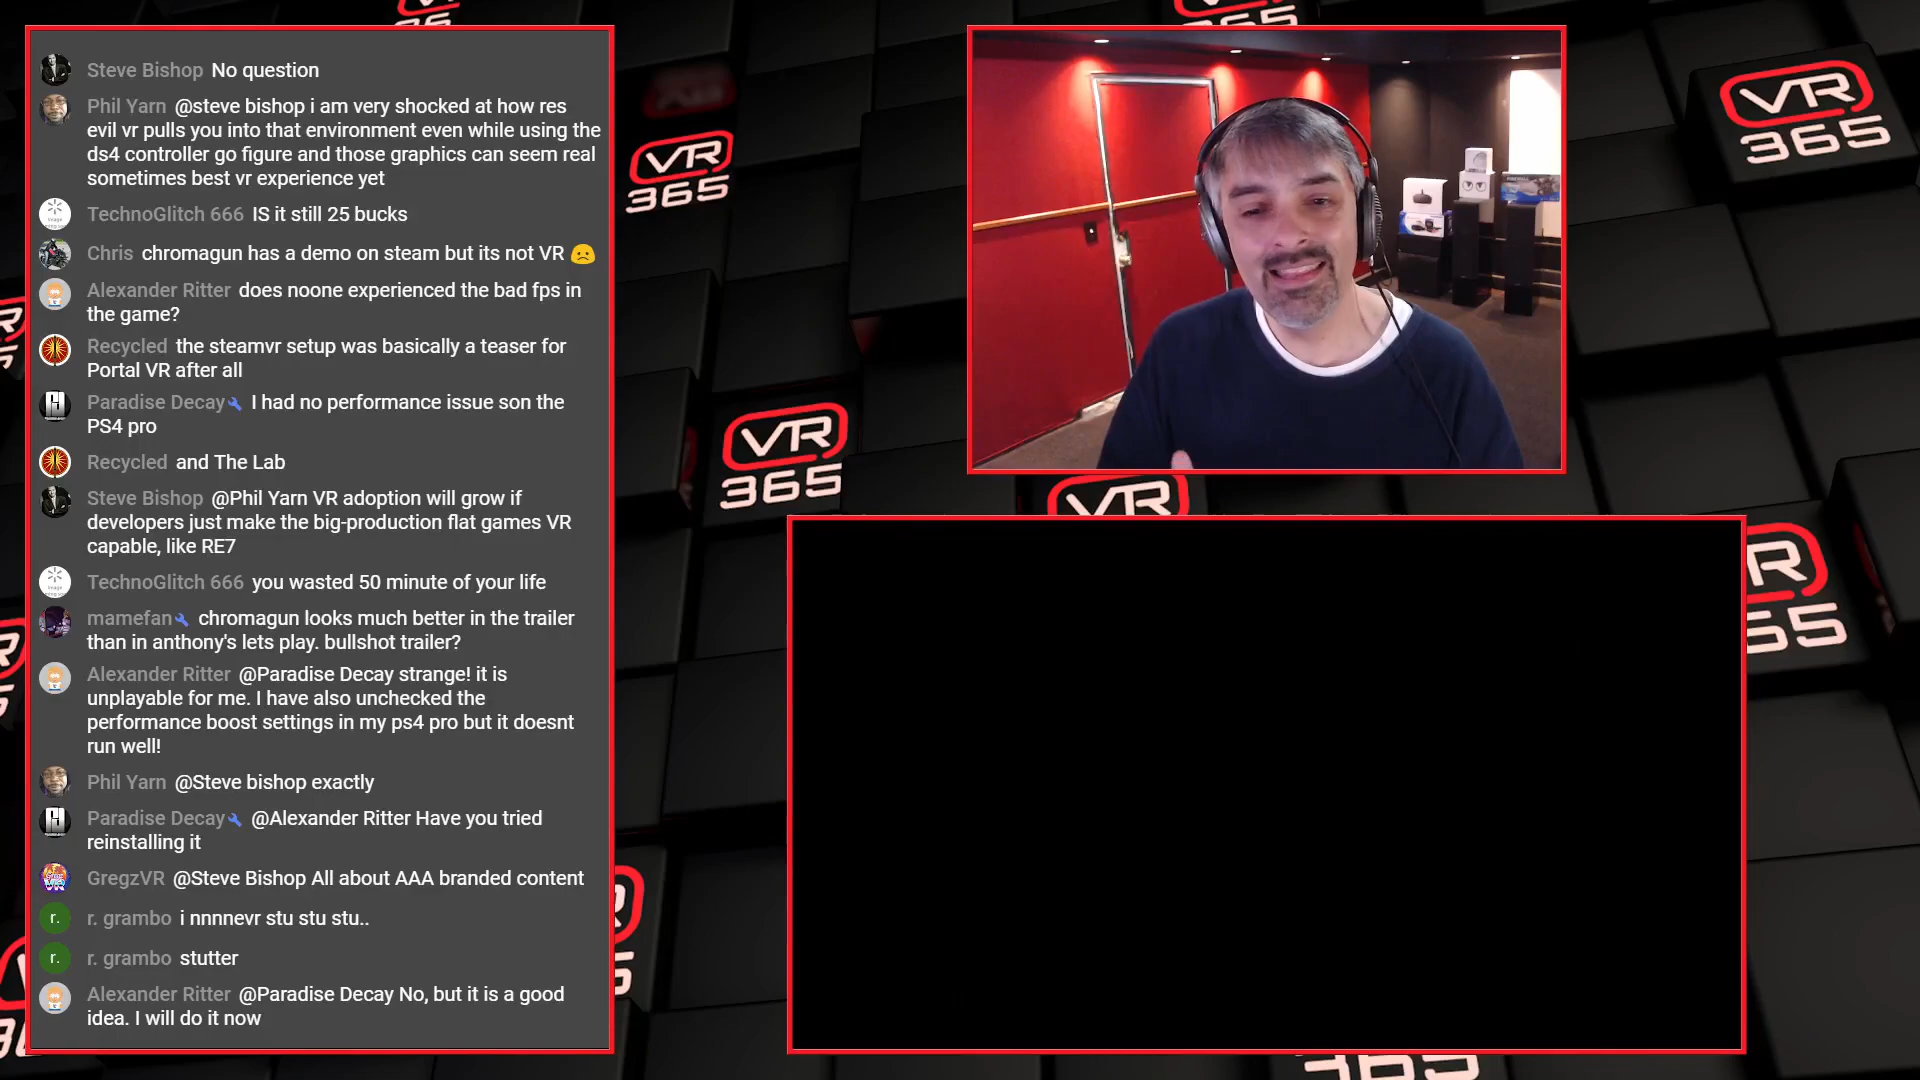 Steve Bishop No question
Phil Yarn @steve bishop i am very shocked at how res
evil vr pulls you into that environment even while using the
ds4 controller go figure and those graphics can seem real
sometimes best vr experience yet
TechnoGlitch 666 IS it still 25 bucks
Chris chromagun has a demo on steam but its not VR
Alexander Ritter does noone experienced the bad fps in
the game?
Recycled the steamvr setup was basically a teaser for
Portal VR after all
Paradise Decay I had no performance issue son the
PS4 pro
Recycled and The Lab
Steve Bishop @Phil Yarn VR adoption will grow if
developers just make the big-production flat games VR
capable, like RE7
TechnoGlitch 666 you wasted 50 minute of your life
mamefan chromagun looks much better in the trailer
than in anthony's lets play. bullshot trailer?
Alexander Ritter @Paradise Decay strange! it is
unplayable for me. I have also unchecked the
performance boost settings in my ps4 pro but it doesnt
run well!
Phil Yarn @Steve bishop exactly
Paradise Decay @Alexander Ritter Have you tried
reinstalling it
GregzVR @Steve Bishop All about AAA branded content
r. r. grambo i nnnnevr stu stu stu..
r. r. grambo stutter
Alexander Ritter @Paradise Decay No, but it is a good
idea. I will do it now
VR
365
VR
365
VR
365
VR
365
365